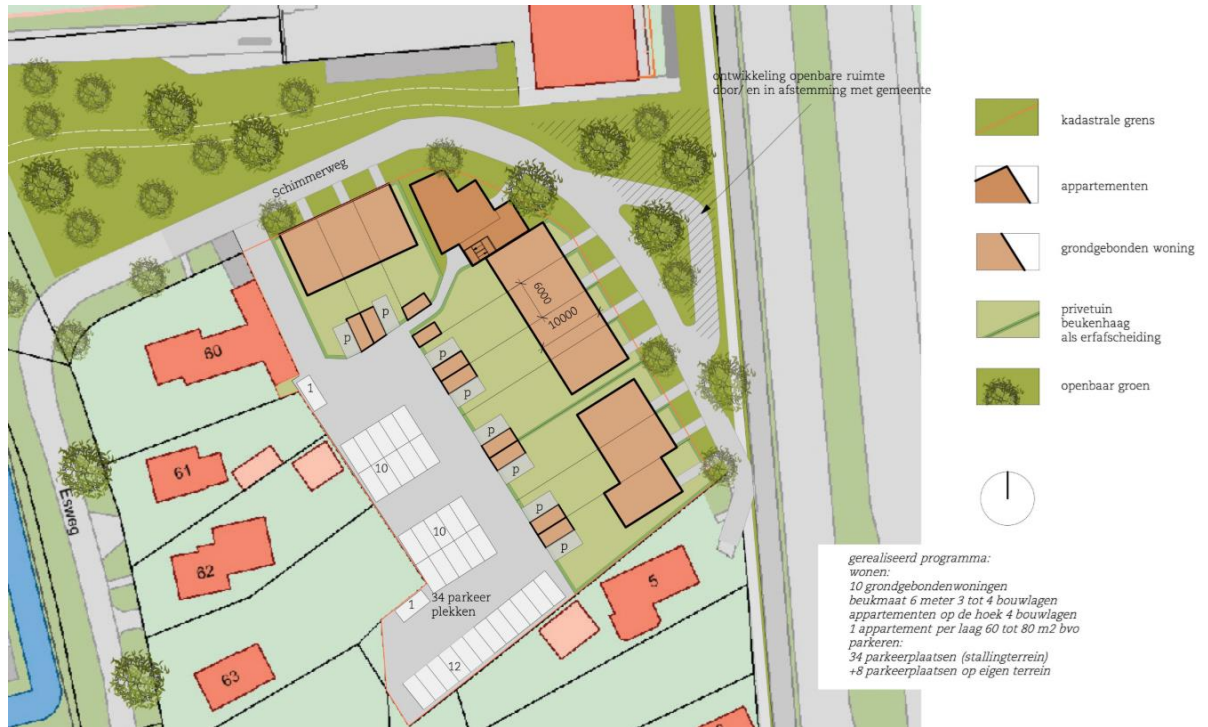 ontwikkeling openbare ruimte
door/ en in afstemming met gemeente
Schimmerweg
6000
10000
p
p
p
p
p
p
p
p
60
61
62
63
5
Esweg
1
10
10
1
34 parkeer
plekken
12
kadastrale grens
appartementen
grondgebonden woning
privetuin
beukenhaag
als erfafscheiding
openbaar groen
gerealiseerd programma:
wonen:
10 grondgebondenwoningen
beukmaat 6 meter 3 tot 4 bouwlagen
appartementen op de hoek 4 bouwlagen
1 appartement per laag 60 tot 80 m2 bvo
parkeren:
34 parkeerplaatsen (stallingterrein)
+8 parkeerplaatsen op eigen terrein